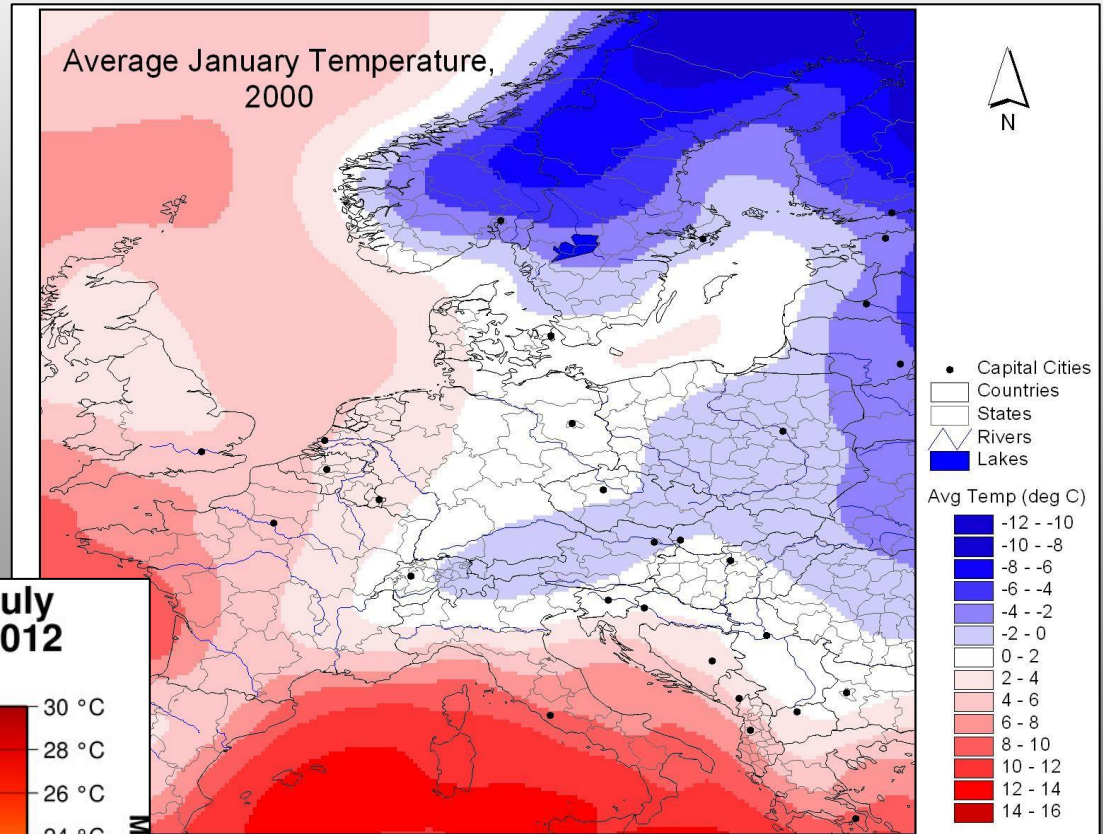 Average January Temperature,
2000
N
Capital Cities
Countries
States
Rivers
Lakes
Avg Temp (deg C)
-12 - -10
-10 - -8
-8 - -6
-6 - -4
-4 - -2
-2 - 0
0 - 2
2 - 4
4 - 6
6 - 8
8 - 10
10 - 12
12 - 14
14 - 16
uly
012
30 °C
28 °C
26 °C
24 °C
M